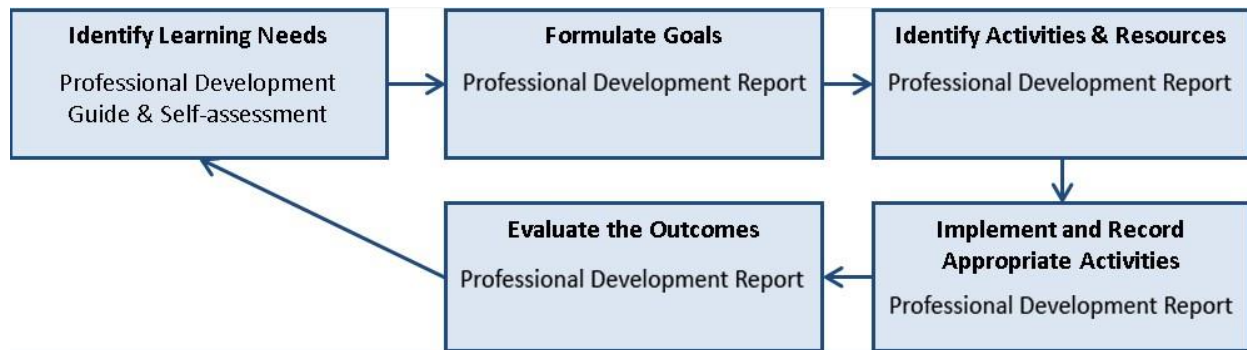 Identify Learning Needs
Professional Development
Guide & Self-assessment
Formulate Goals
Professional Development Report
Identify Activities & Resources
Professional Development Report
Implement and Record
Appropriate Activities
Professional Development Report
Evaluate the Outcomes
Professional Development Report